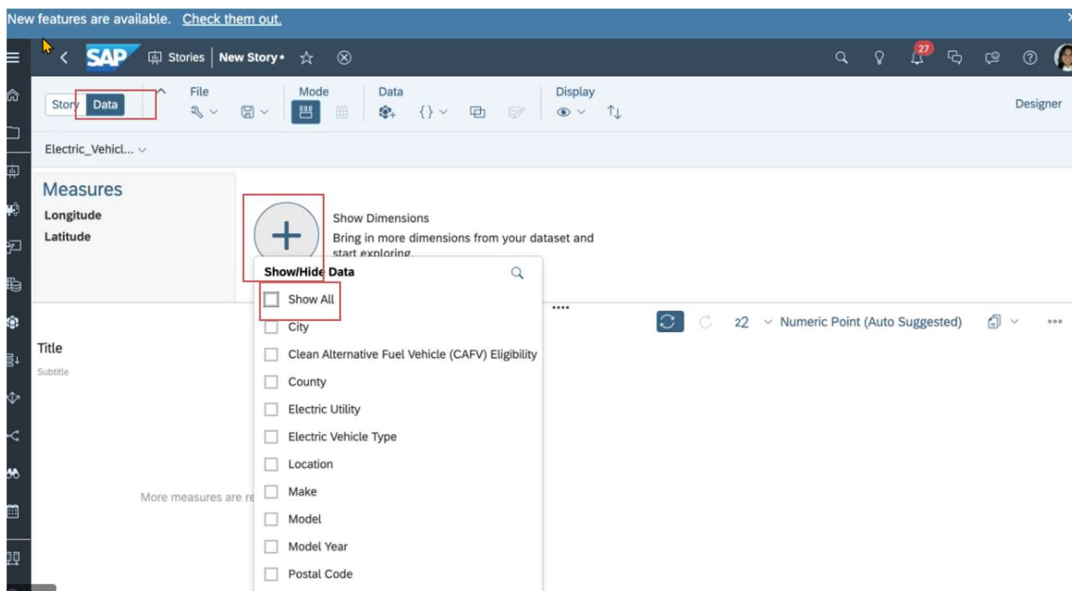 New features are available. Check them out.
SAP Stories New Story• 27
File Mode Data Display
Story Data Designer
Electric_Vehicl...
Measures
Longitude
Latitude
Show Dimensions
Bring in more dimensions from your dataset and
start exploring.
Show/Hide Data
Show All
City
22 Numeric Point (Auto Suggested)
Title
Subtitle
Clean Alternative Fuel Vehicle (CAFV) Eligibility
County
Electric Utility
Electric Vehicle Type
Location
Make
More measures are
Model
Model Year
Postal Code